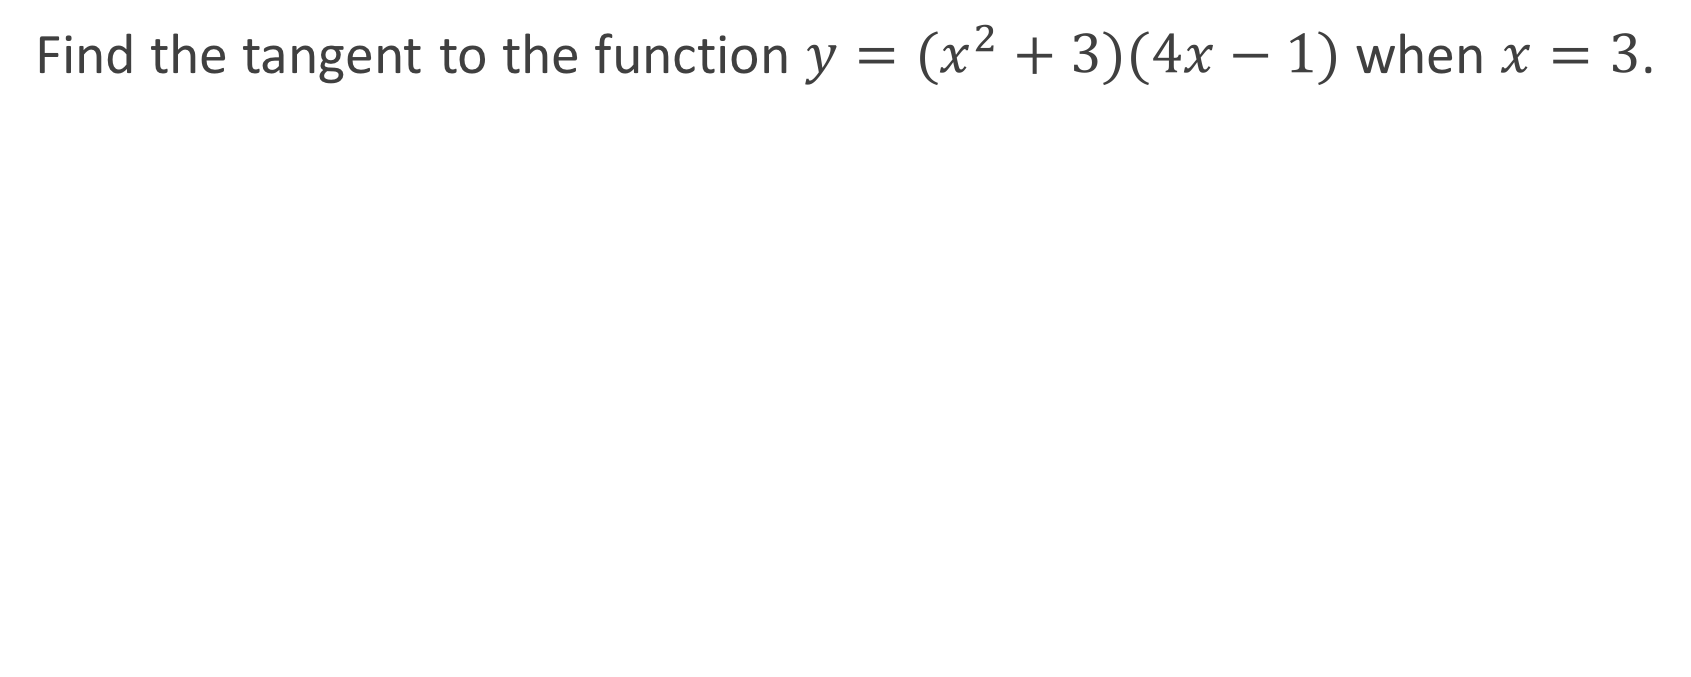 Find the tangent to the function y = (x² + 3)(4x − 1) when x = 3.